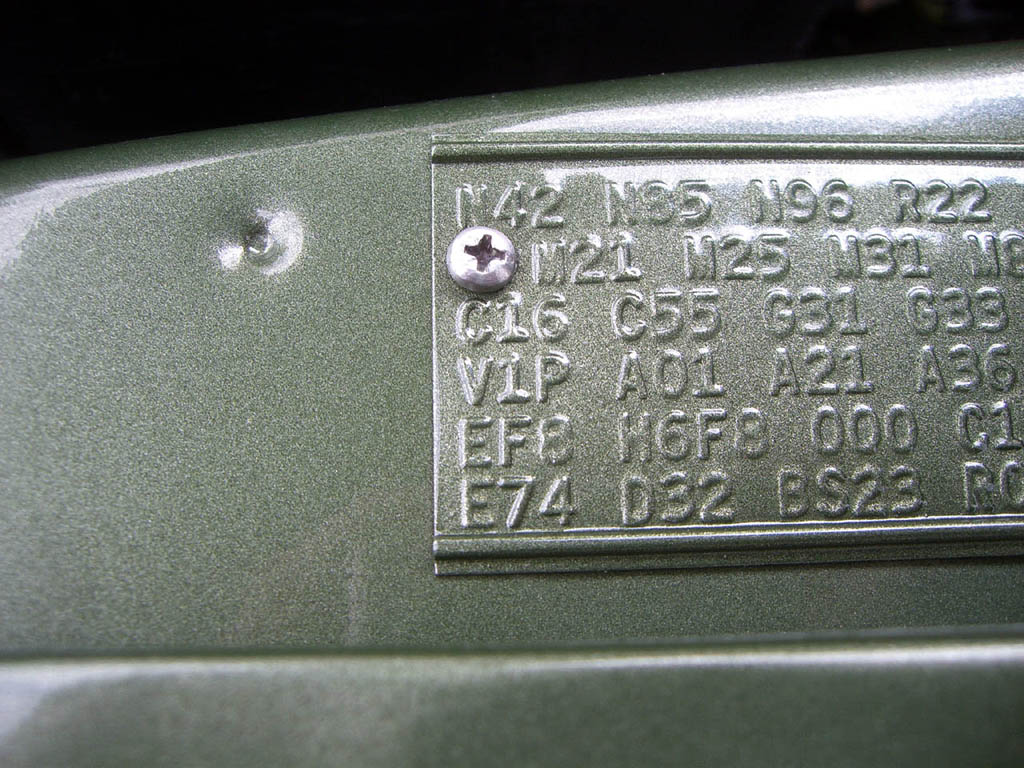 N42 N95 N96 R22
M21 M25 M31
C16 C55 G31 G33
V1P A01 A21 A36
EF8 H6F8 000
E74 D32 BS23